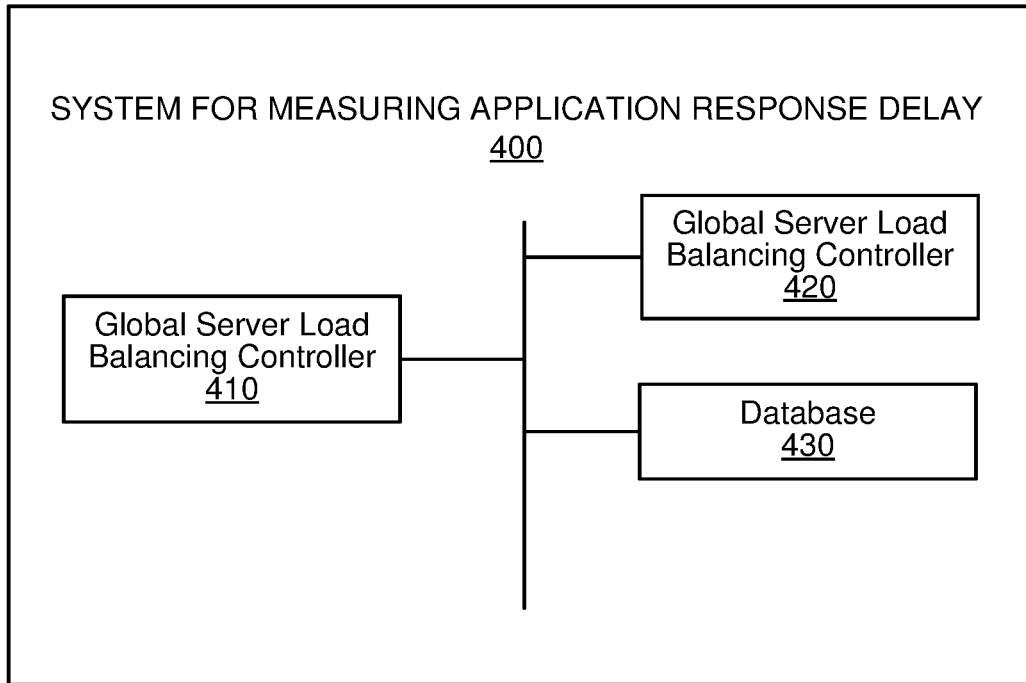 SYSTEM FOR MEASURING APPLICATION RESPONSE DELAY
400
Global Server Load
Balancing Controller
410
Global Server Load
Balancing Controller
420
Database
430